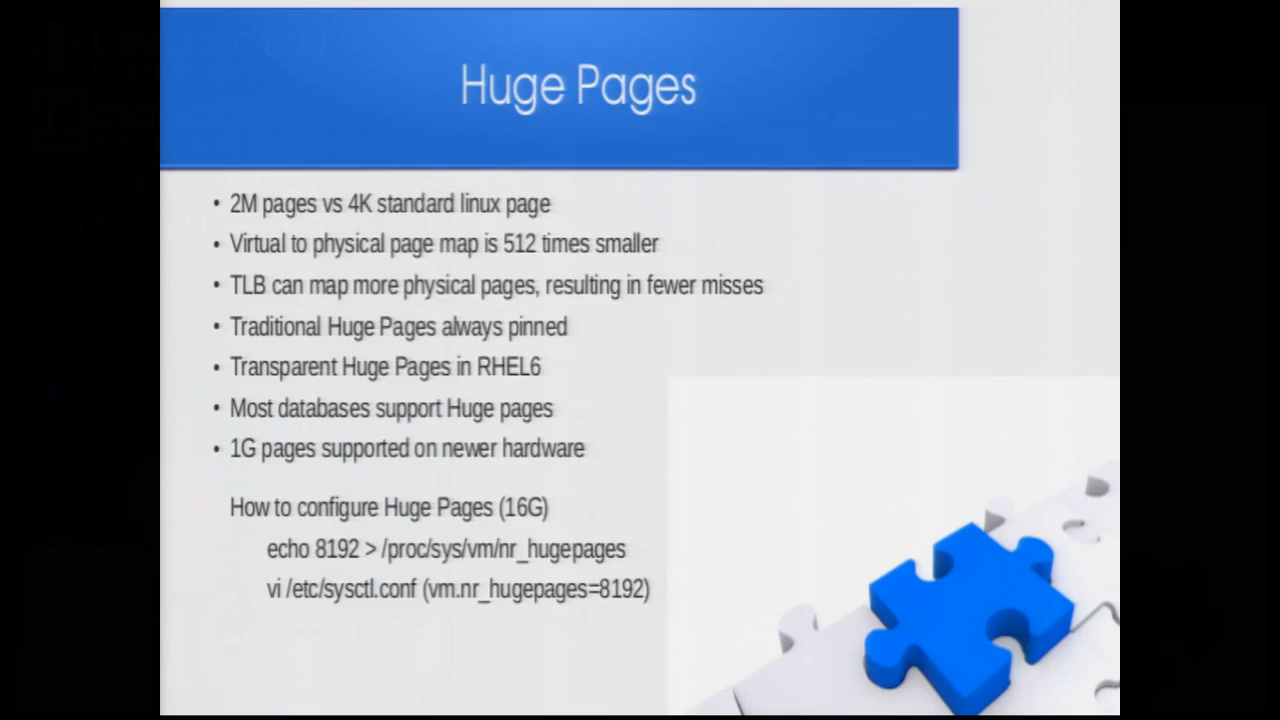 Huge Pages
• 2M pages vs 4K standard linux page
• Virtual to physical page map is 512 times smaller
• TLB can map more physical pages, resulting in fewer misses
• Traditional Huge Pages always pinned
• Transparent Huge Pages in RHEL6
• Most databases support Huge pages
• 1G pages supported on newer hardware
How to configure Huge Pages (16G)
echo 8192 > /proc/sys/vm/nr_hugepages
vi /etc/sysctl.conf (vm.nr_hugepages=8192)